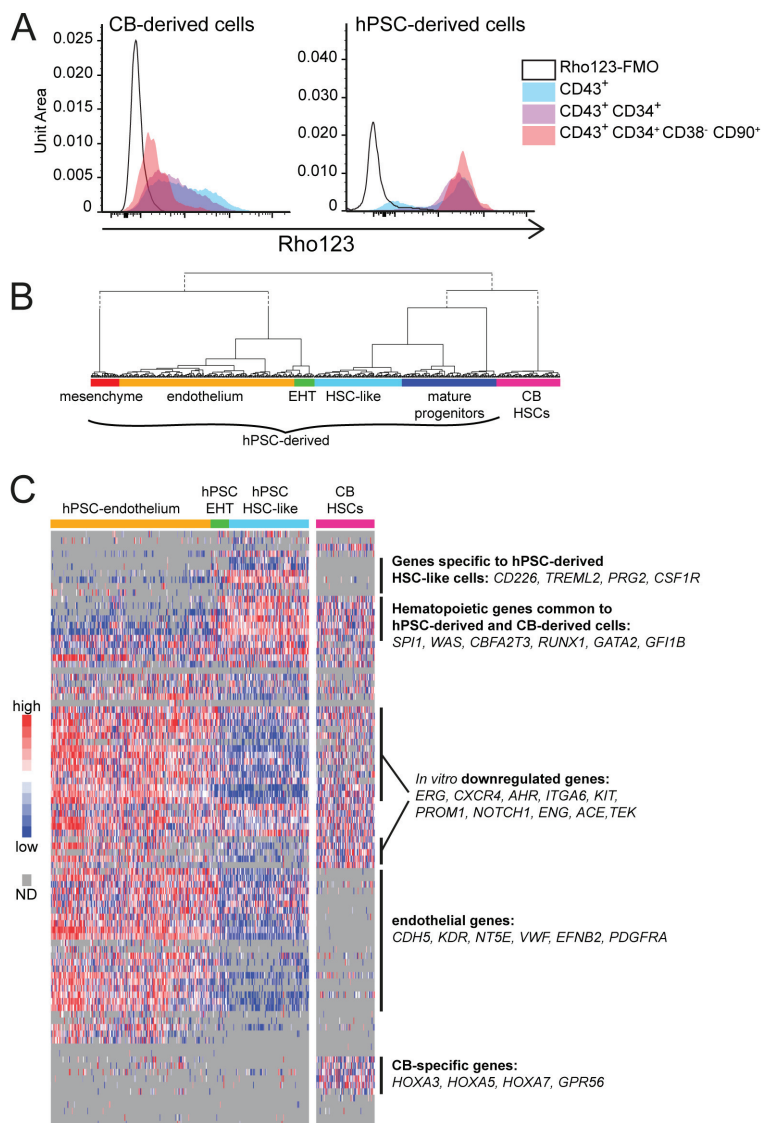 A
CB-derived cells
hPSC-derived cells
0.025
0.020
0.015
0.010
0.005
0
Unit Area
0.040
0.030
0.020
0.010
0
Rho123-FMO
CD43+
CD43+ CD34+
CD43+ CD34+ CD38- CD90+
Rho123
B
mesenchyme
endothelium
EHT
HSC-like
mature
progenitors
CB
HSCs
hPSC-derived
C
hPSC-endothelium
hPSC
EHT
hPSC
HSC-like
CB
HSCs
Genes specific to hPSC-derived
HSC-like cells: CD226, TREML2, PRG2, CSF1R
Hematopoietic genes common to
hPSC-derived and CB-derived cells:
SPI1, WAS, CBFA2T3, RUNX1, GATA2, GFI1B
high
low
ND
In vitro downregulated genes:
ERG, CXCR4, AHR, ITGA6, KIT,
PROM1, NOTCH1, ENG, ACE,TEK
endothelial genes:
CDH5, KDR, NT5E, VWF, EFNB2, PDGFRA
CB-specific genes:
HOXA3, HOXA5, HOXA7, GPR56